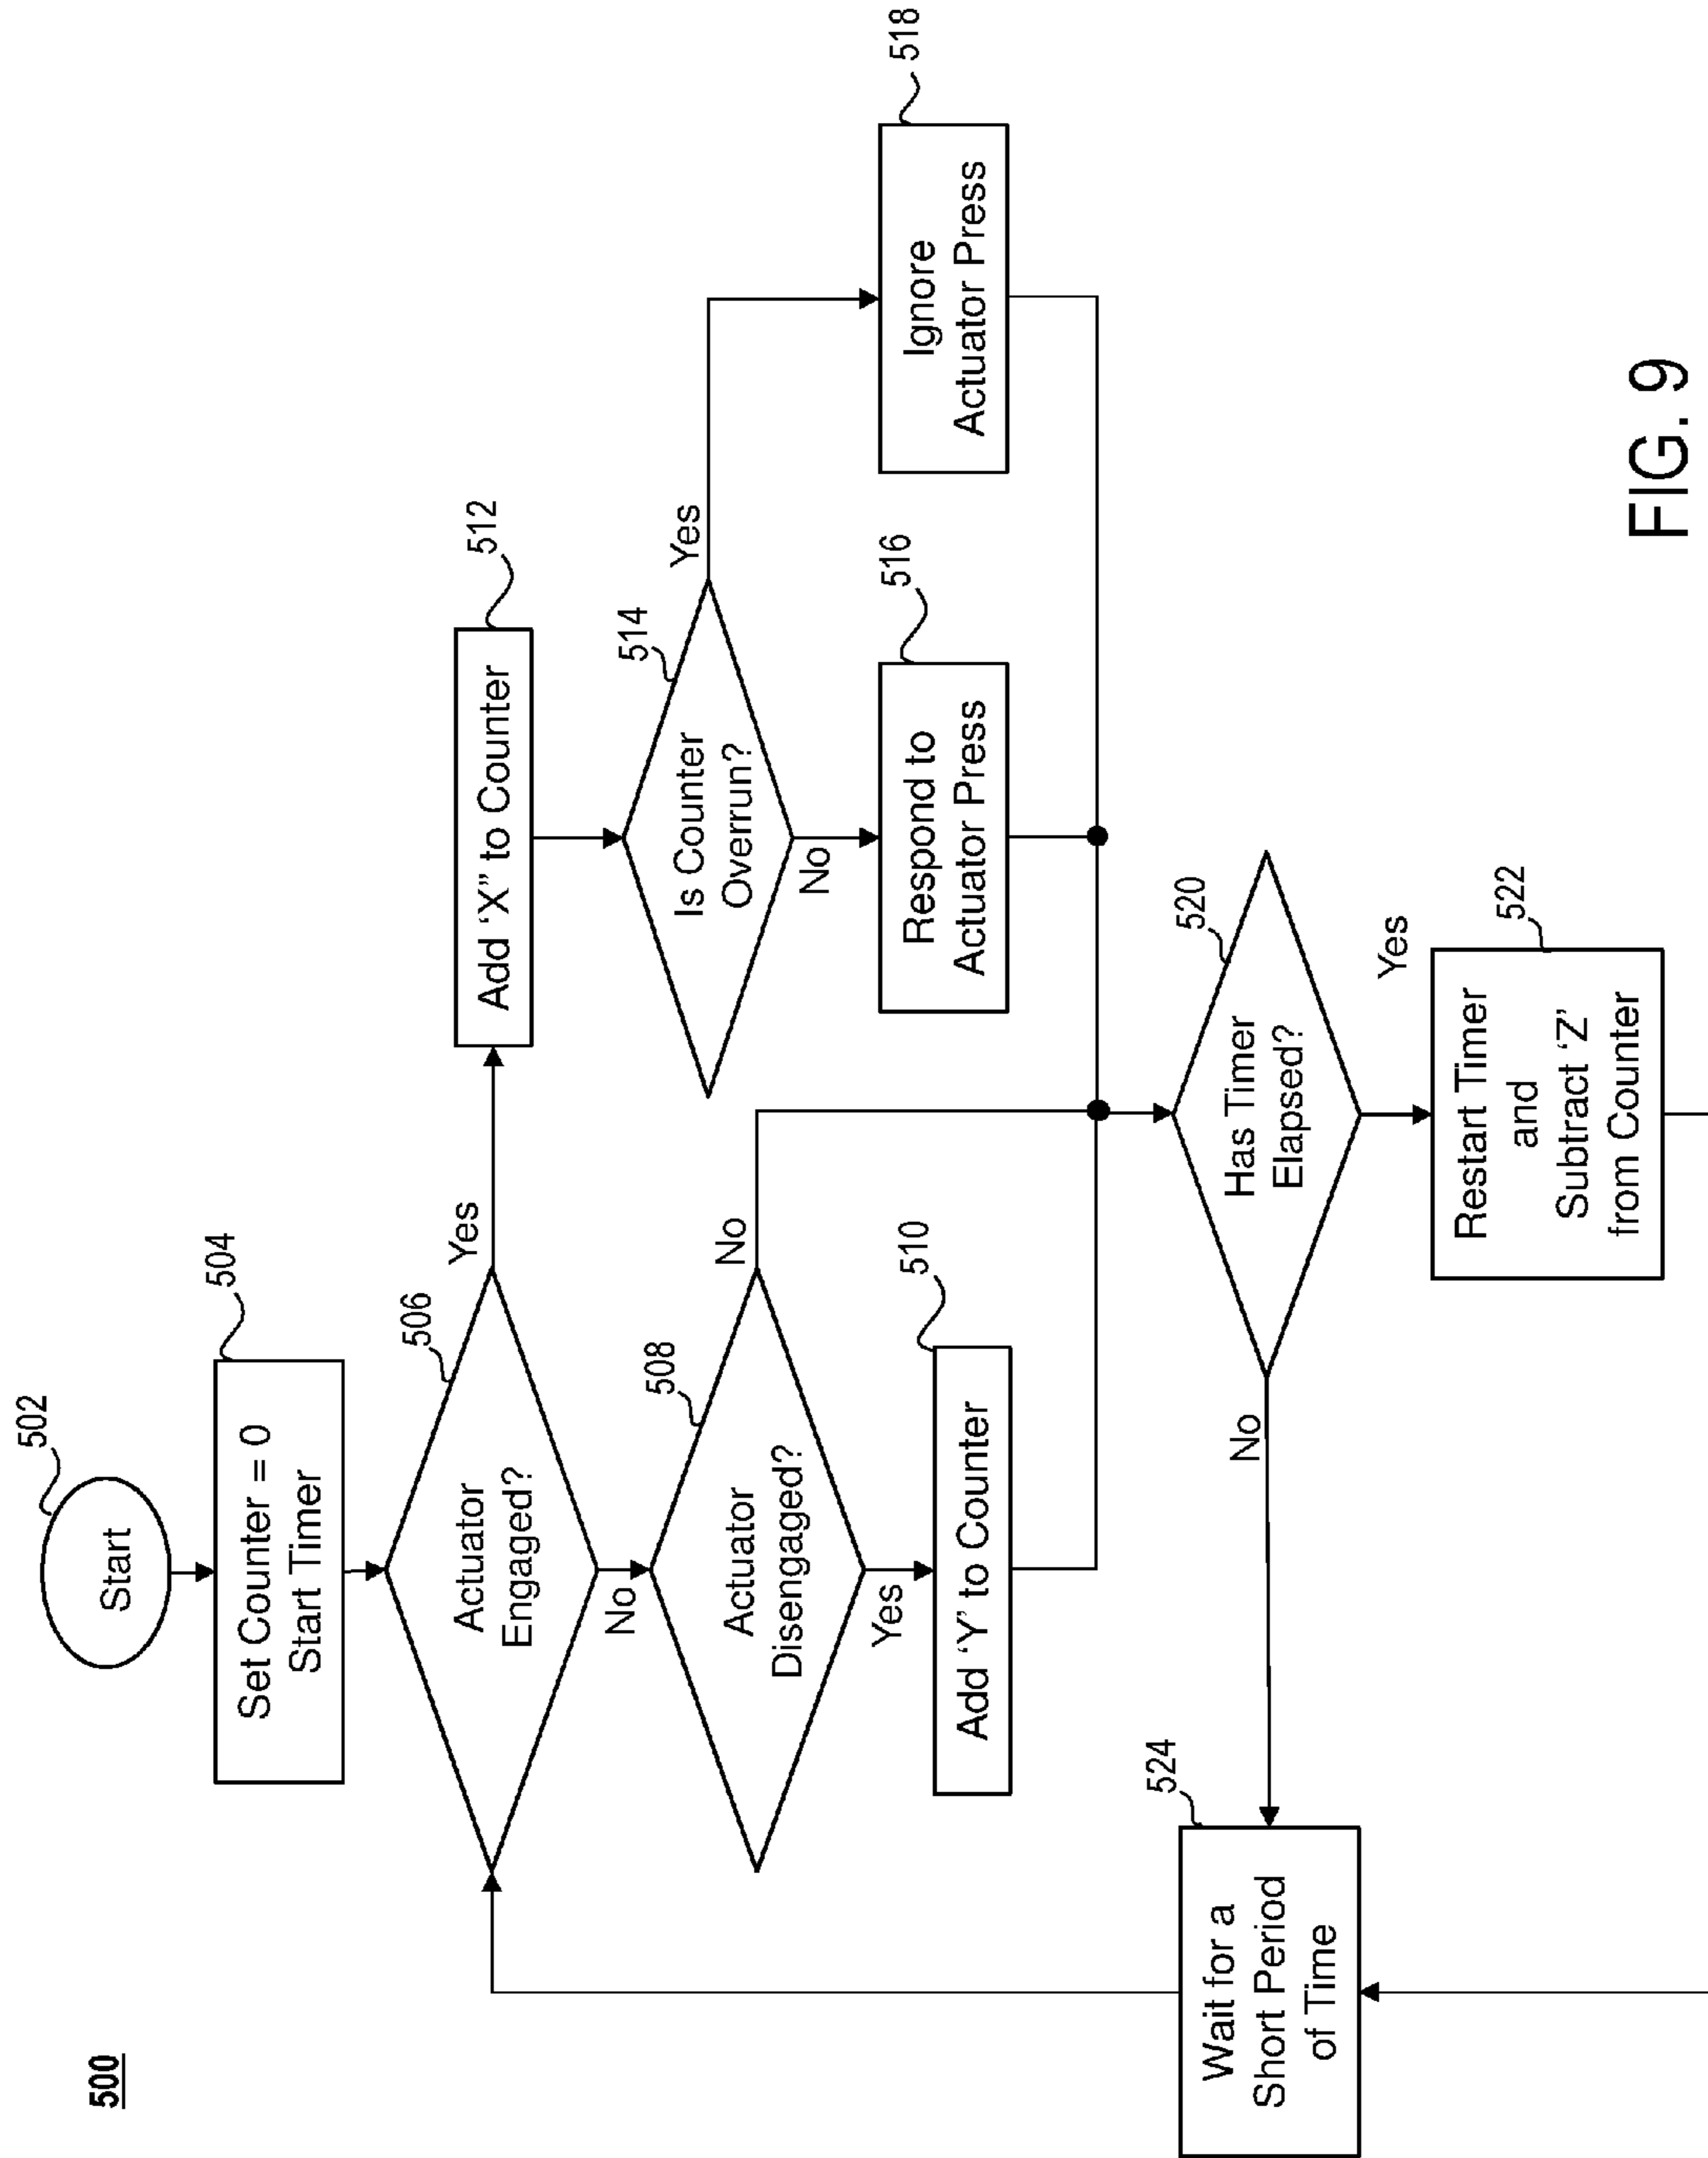 500
502
Start
504
Set Counter = 0
Start Timer
506
Actuator
Engaged?
Yes
No
512
Add ‘X” to Counter
508
Actuator
Disengaged?
No
Yes
514
Is Counter
Overrun?
Yes
No
510
Add ‘Y’ to Counter
516
Respond to
Actuator Press
518
Ignore
Actuator Press
520
Has Timer
Elapsed?
No
Yes
524
Wait for a
Short Period
of Time
522
Restart Timer
and
Subtract ‘Z’
from Counter
FIG. 9